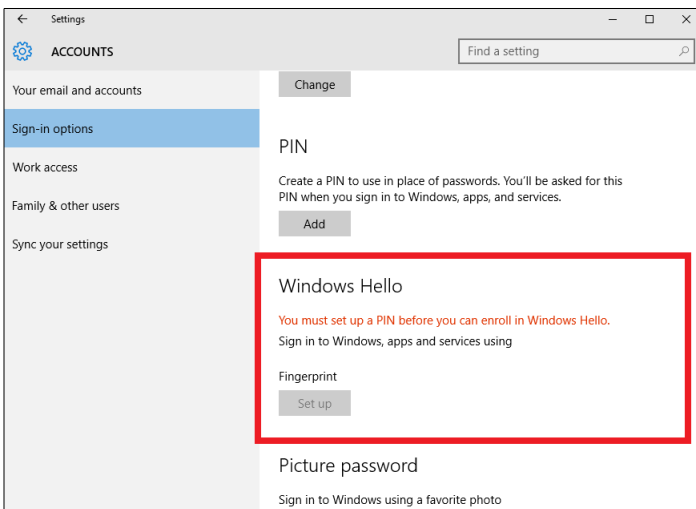 Settings
ACCOUNTS
Find a setting
Your email and accounts
Sign-in options
Work access
Family & other users
Sync your settings
Change
PIN
Create a PIN to use in place of passwords. You'll be asked for this
PIN when you sign in to Windows, apps, and services.
Add
Windows Hello
You must set up a PIN before you can enroll in Windows Hello.
Sign in to Windows, apps and services using
Fingerprint
Set up
Picture password
Sign in to Windows using a favorite photo